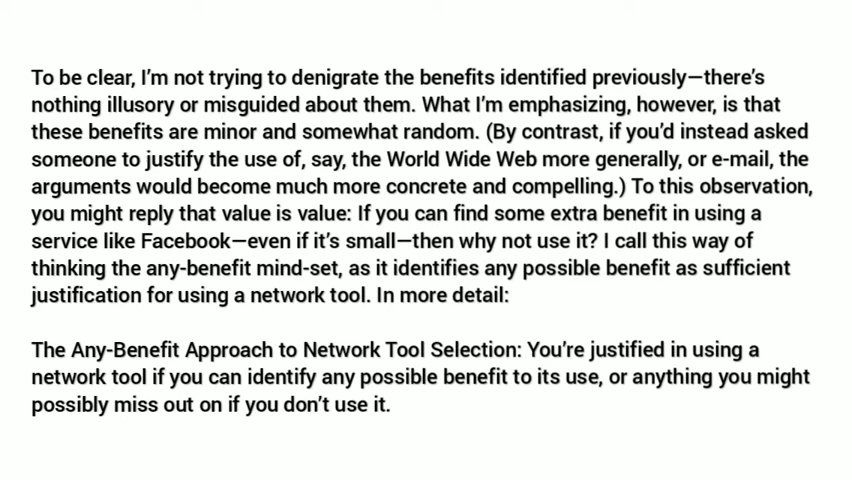 To be clear, I'm not trying to denigrate the benefits identified previously—there's
nothing illusory or misguided about them. What I'm emphasizing, however, is that
these benefits are minor and somewhat random. (By contrast, if you'd instead asked
someone to justify the use of, say, the World Wide Web more generally, or e-mail, the
arguments would become much more concrete and compelling.) To this observation,
you might reply that value is value: If you can find some extra benefit in using a
service like Facebook—even if it's small—then why not use it? I call this way of
thinking the any-benefit mind-set, as it identifies any possible benefit as sufficient
justification for using a network tool. In more detail:

The Any-Benefit Approach to Network Tool Selection: You're justified in using a
network tool if you can identify any possible benefit to its use, or anything you might
possibly miss out on if you don't use it.